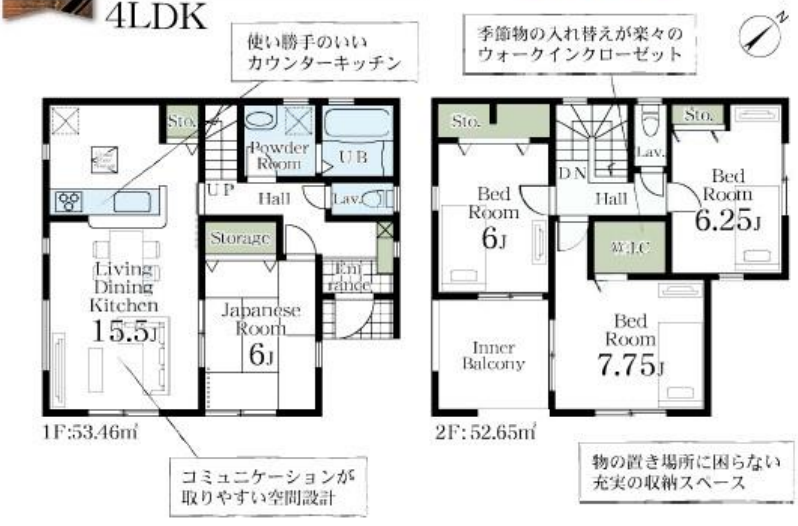 4LDK
使い勝手のいい
カウンターキッチン
季節物の入れ替えが楽々の
ウォークインクローゼット
N
Sto.
Powder
Room
U.B
UP
Hall
Lav.
Storage
Living
Dining
Kitchen
15.5J
Japanese
Room
6J
Ent
rance
1F:53.46㎡
Sto.
DN
Lav.
Sto.
Bed
Room
6J
Hall
Bed
Room
6.25J
W.I.C
Inner
Balcony
Bed
Room
7.75J
2F:52.65㎡
コミュニケーションが
取りやすい空間設計
物の置き場所に困らない
充実の収納スペース